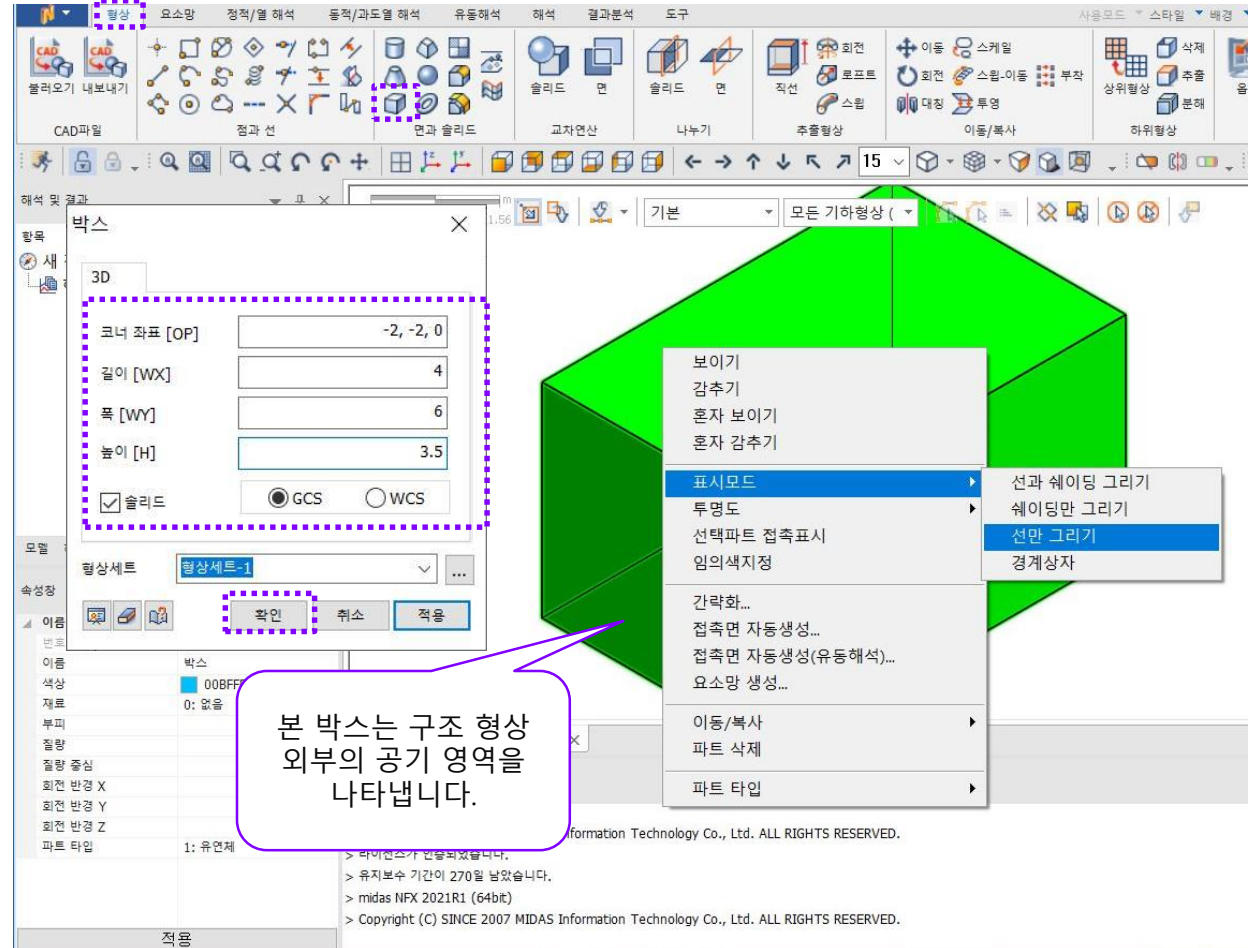 형상 요소망 정적/열 해석 동적/과도열 해석 유동해석 해석 결과분석 도구 사용모드 스타일 배경
CAD CAD
불러오기 내보내기
솔리드 면 솔리드 면 직선
회전
로프트
스윕
이동 스케일
회전 스윕-이동 부착
대칭 투영
상위형상
삭제
추출
분해
CAD파일 점과 선 면과 솔리드 교차연산 나누기 추출형상 이동/복사 하위형상
15
해석 및 결과
항목
새
m
1.56
기본 모든 기하형상 (
박스
3D
코너 좌표 [OP] -2, -2, 0
길이 [WX] 4
폭 [WY] 6
높이 [H] 3.5
솔리드 GCS WCS
형상세트 형상세트-1 ...
확인 취소 적용
보이기
감추기
혼자 보이기
혼자 감추기
표시모드
투명도
선택파트 접촉표시
임의색지정
간략화...
접촉면 자동생성...
접촉면 자동생성(유동해석)...
요소망 생성...
이동/복사
파트 삭제
파트 타입
선과 쉐이딩 그리기
쉐이딩만 그리기
선만 그리기
경계상자
모델
속성창
이름
번호
이름 박스
색상 00BFF
재료 0: 없음
부피
질량
질량 중심
회전 반경 X
회전 반경 Y
회전 반경 Z
파트 타입 1: 유연체
적용
본 박스는 구조 형상
외부의 공기 영역을
나타냅니다.
formation Technology Co., Ltd. ALL RIGHTS RESERVED.
> 라이센스가 인증되었습니다.
> 유지보수 기간이 270일 남았습니다.
> midas NFX 2021R1 (64bit)
> Copyright (C) SINCE 2007 MIDAS Information Technology Co., Ltd. ALL RIGHTS RESERVED.